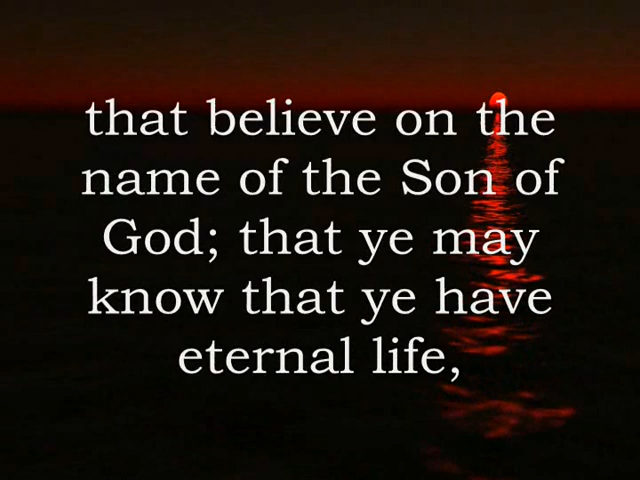 that believe on the
name of the Son of
God; that ye may
know that ye have
eternal life,